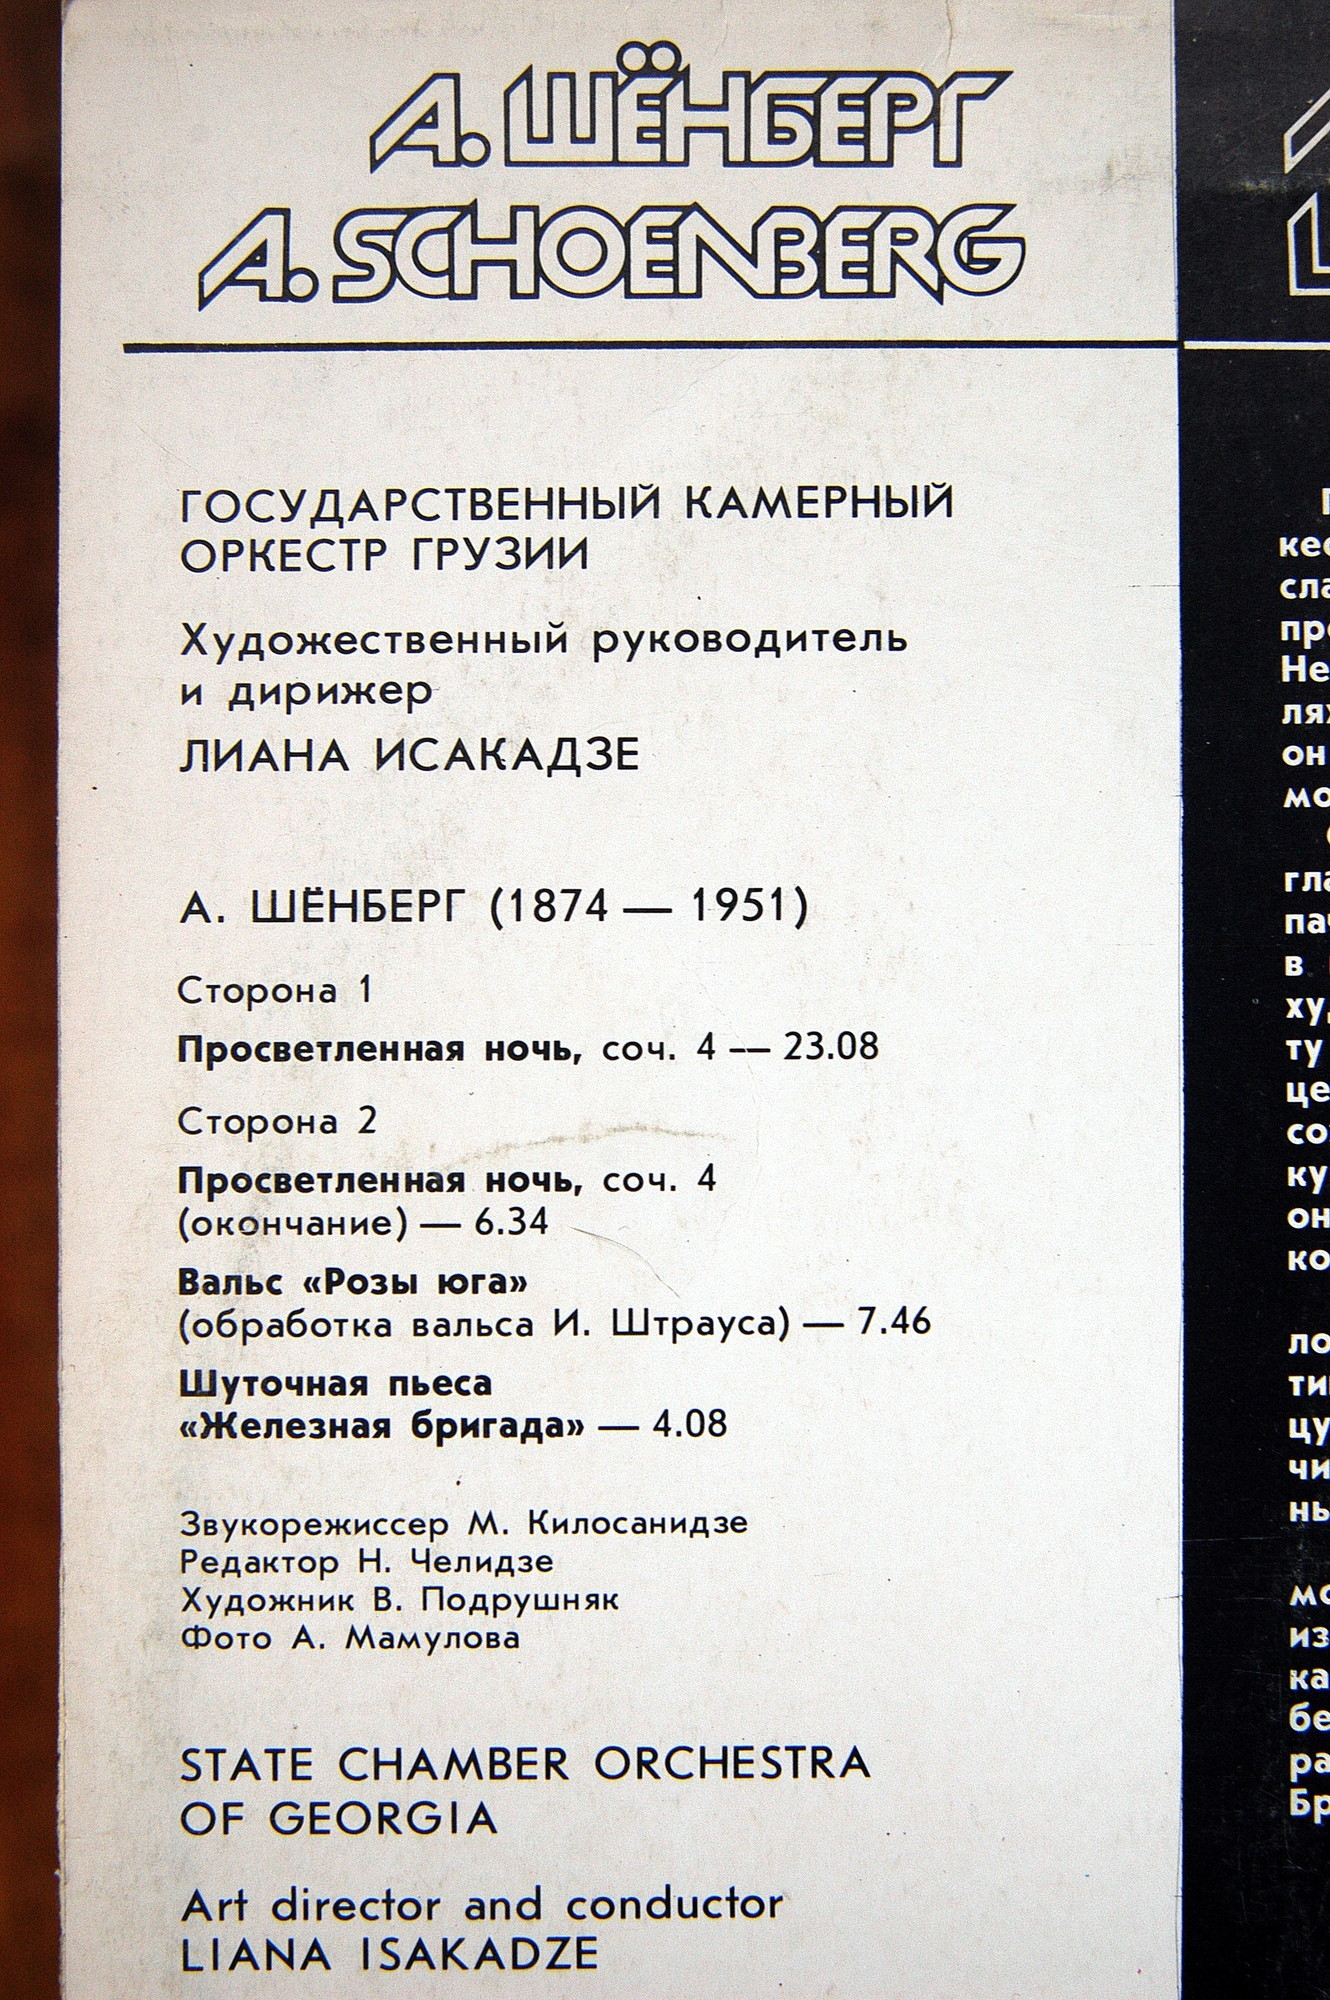 А. ШЁНБЕРГ
A. SCHOENBERG
ГОСУДАРСТВЕННЫЙ КАМЕРНЫЙ
ОРКЕСТР ГРУЗИИ
Художественный руководитель
и дирижер
ЛИАНА ИСАКАДЗЕ
А. ШЁНБЕРГ (1874 — 1951)
Сторона 1
Просветленная ночь, соч. 4 — 23.08
Сторона 2
Просветленная ночь, соч. 4
(окончание) — 6.34
Вальс «Розы юга»
(обработка вальса И. Штрауса) — 7.46
Шуточная пьеса
«Железная бригада» — 4.08
Звукорежиссер М. Килосанидзе
Редактор Н. Челидзе
Художник В. Подрушняк
Фото А. Мамулова
STATE CHAMBER ORCHESTRA
OF GEORGIA
Art director and conductor
LIANA ISAKADZE